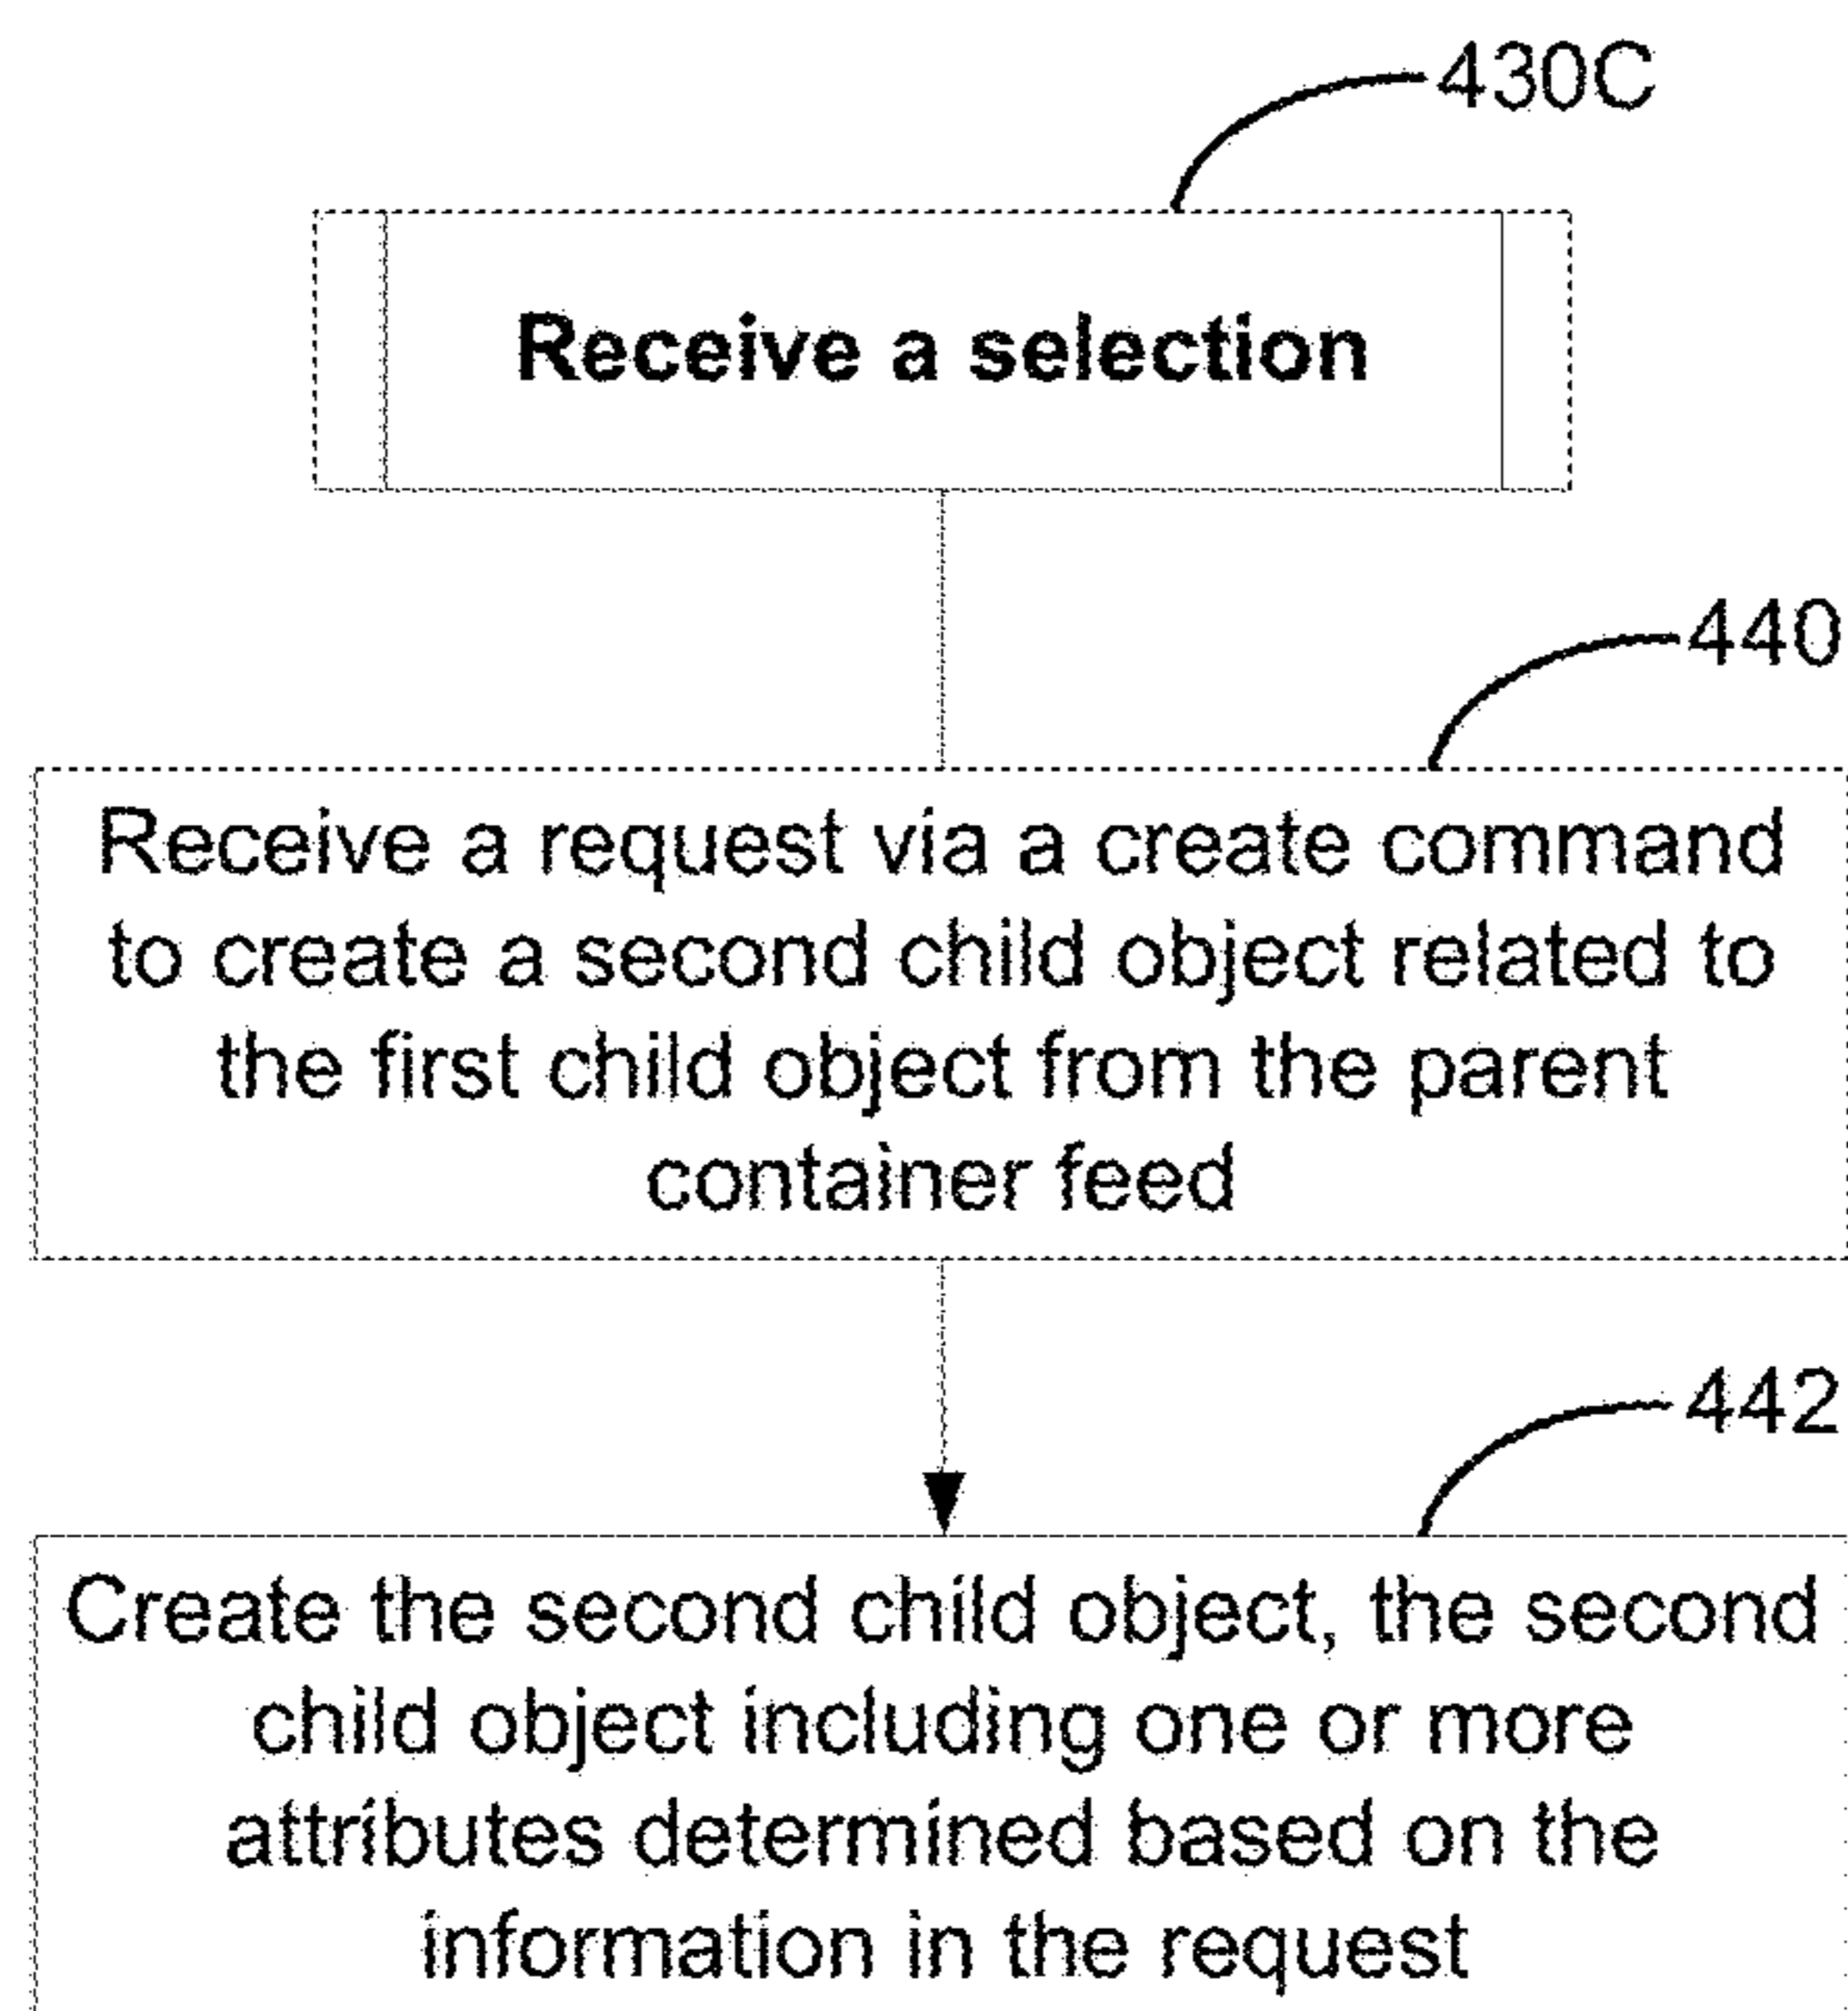 430C
Receive a selection
440
Receive a request via a create command
to create a second child object related to
the first child object from the parent
container feed
442
Create the second child object, the second
child object including one or more
attributes determined based on the
information in the request